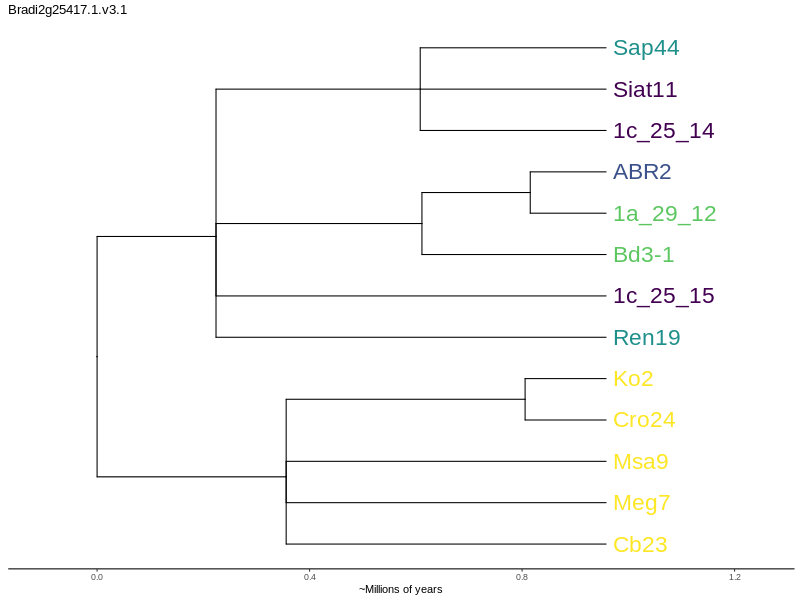 Bradi2g25417.1.v3.1
Sap44
Siat11
1c_25_14
ABR2
1a_29_12
Bd3-1
1c_25_15
Ren19
Ko2
Cro24
Msa9
Meg7
Cb23
0.0 0.4 0.8 1.2
~Millions of years